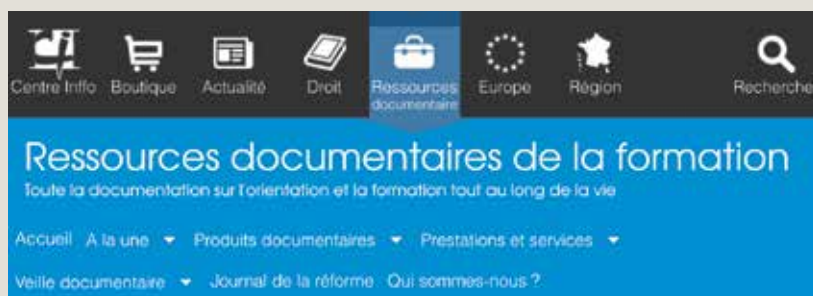 Centre Inffo Boutique Actualité Droit Ressources documentaire Europe Région Recherche
Ressources documentaires de la formation
Toute la documentation sur l'orientation et la formation tout au long de la vie
Accueil A la une Produits documentaires Prestations et services
Veille documentaire Journal de la réforme Qui sommes-nous ?